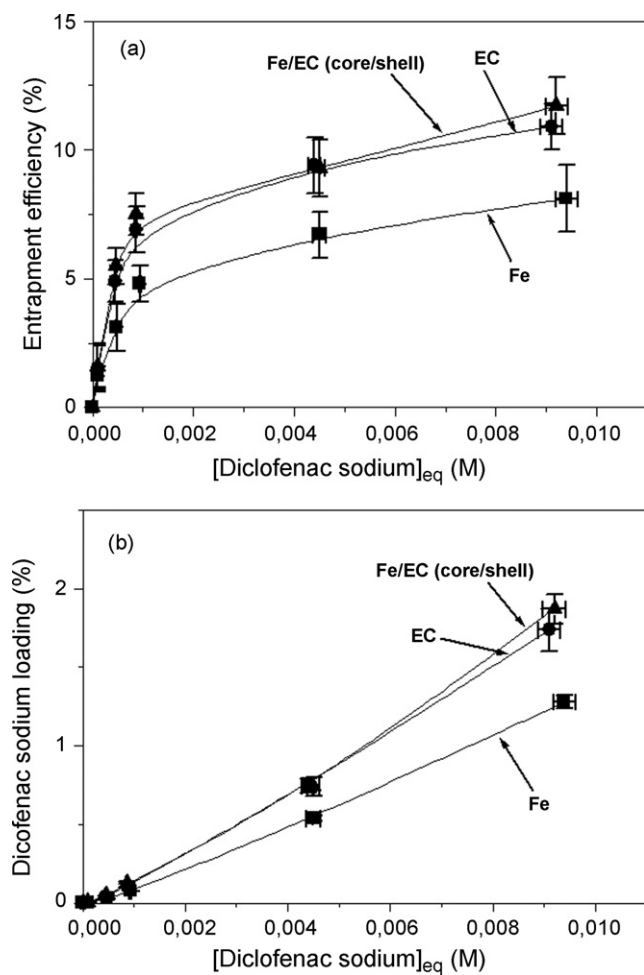 15
(a)
Fe/EC (core/shell)
EC
10
Entrapment efficiency (%)
5
Fe
0
0,000 0,002 0,004 0,006 0,008 0,010
[Diclofenac sodium]eq (M)
(b)
2
Fe/EC (core/shell)
EC
Dicofenac sodium loading (%)
1
Fe
0
0,000 0,002 0,004 0,006 0,008 0,010
[Diclofenac sodium]eq (M)